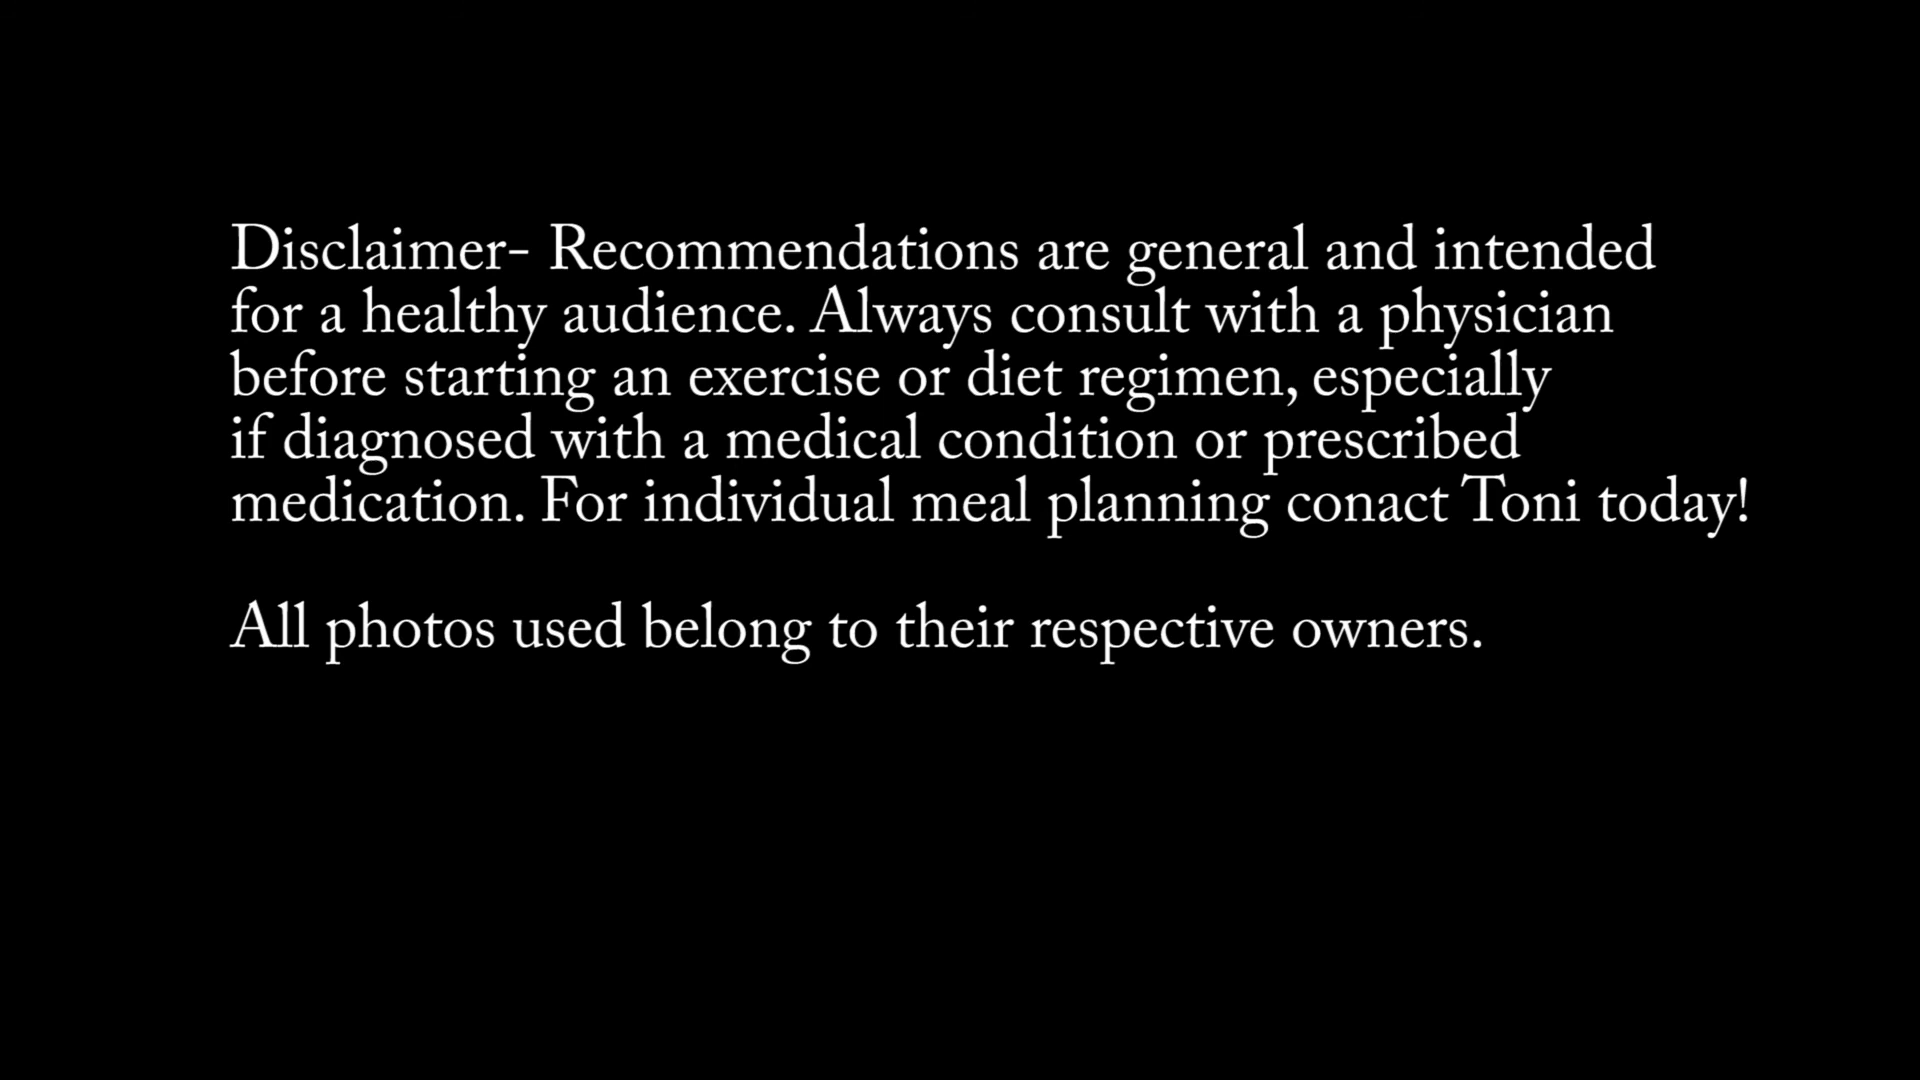 Disclaimer- Recommendations are general and intended
for a healthy audience. Always consult with a physician
before starting an exercise or diet regimen, especially
if diagnosed with a medical condition or prescribed
medication. For individual meal planning conact Toni today!
All photos used belong to their respective owners.